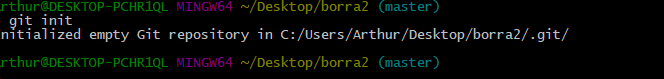 rthur@DESKTOP-PCHR1QL MINGW64 ~/Desktop/borra2 (master)
git init
nitialized empty Git repository in C:/Users/Arthur/Desktop/borra2/.git/
rthur@DESKTOP-PCHR1QL MINGW64 ~/Desktop/borra2 (master)